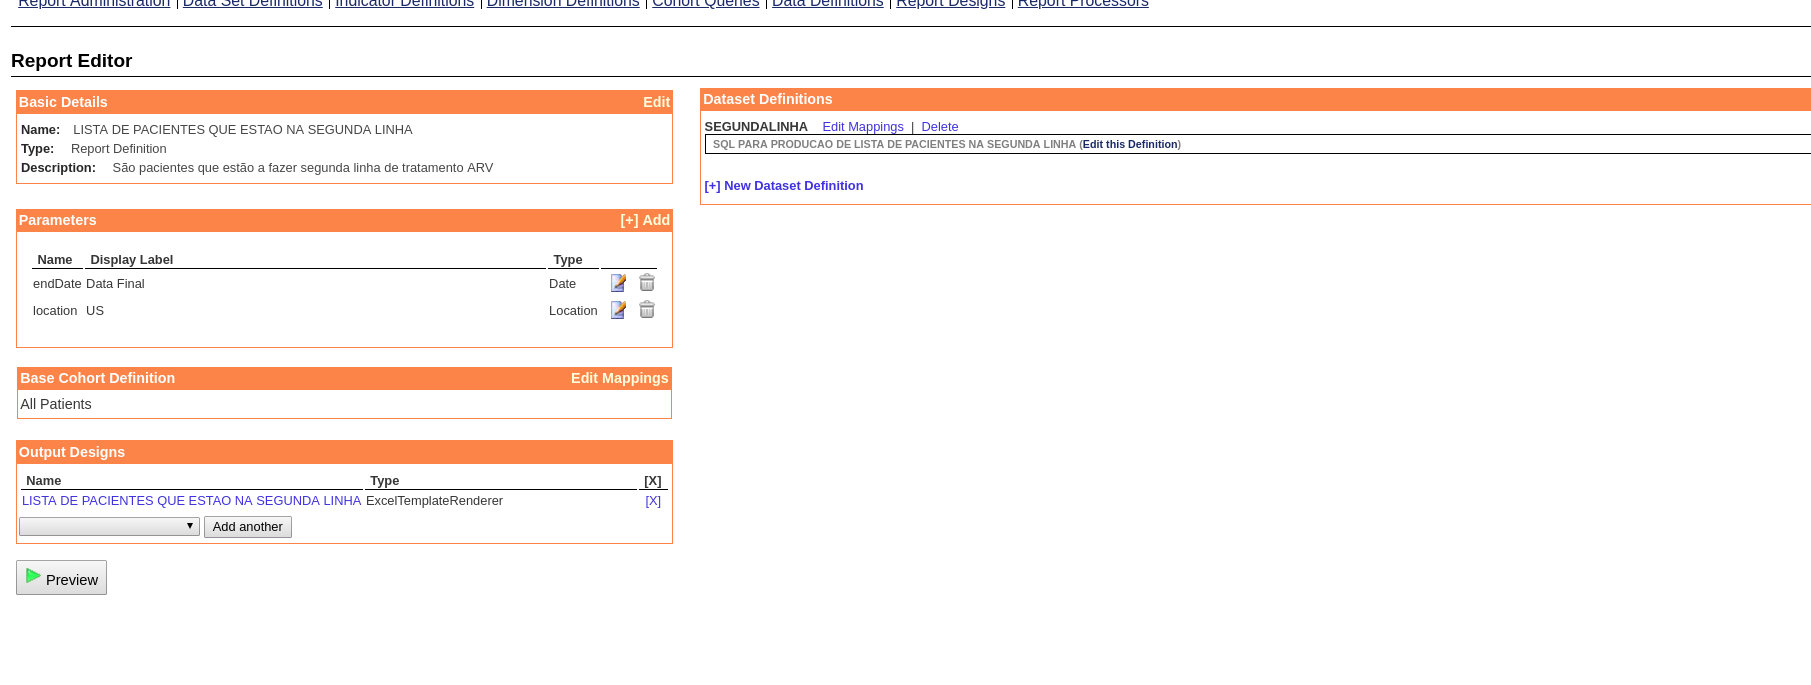 Report Administration | Data Set Definitions | Indicator Definitions | Dimension Definitions | Cohort Queries | Data Definitions | Report Designs | Report Processors
Report Editor
Basic Details Edit
Name: LISTA DE PACIENTES QUE ESTAO NA SEGUNDA LINHA
Type: Report Definition
Description: São pacientes que estão a fazer segunda linha de tratamento ARV
Parameters [+] Add
Name Display Label Type
endDate Data Final Date
location US Location
Base Cohort Definition Edit Mappings
All Patients
Output Designs
Name Type [X]
LISTA DE PACIENTES QUE ESTAO NA SEGUNDA LINHA ExcelTemplateRenderer [X]
Add another
Preview
Dataset Definitions
SEGUNDALINHA Edit Mappings | Delete
SQL PARA PRODUCAO DE LISTA DE PACIENTES NA SEGUNDA LINHA (Edit this Definition)
[+] New Dataset Definition